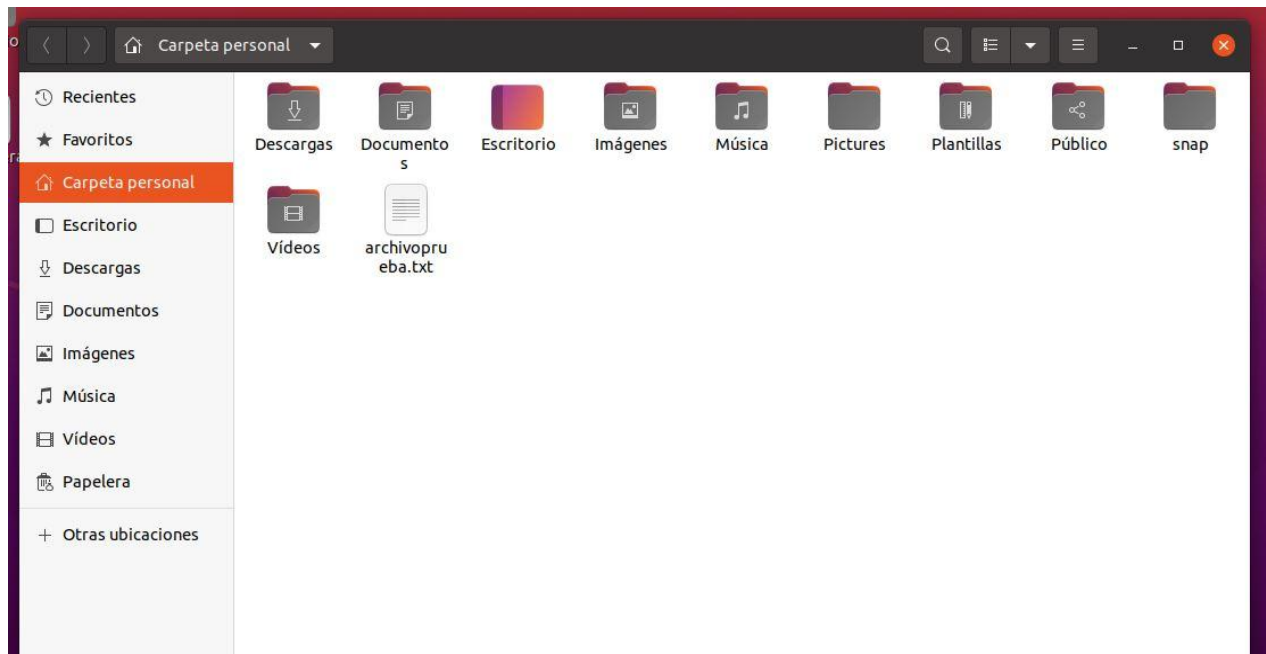 Carpeta personal
Recientes
Favoritos
Carpeta personal
Escritorio
Descargas
Documentos
Imágenes
Música
Vídeos
Papelera
Otras ubicaciones
Descargas
Documento
s
Escritorio
Imágenes
Música
Pictures
Plantillas
Público
snap
Vídeos
archivopru
eba.txt